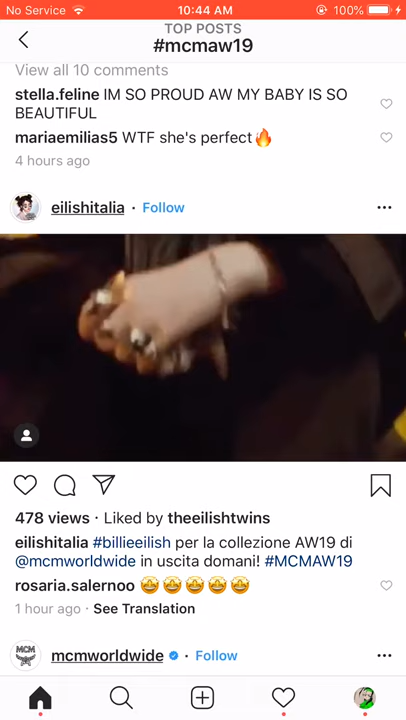 No Service 10:44 AM 100%
TOP POSTS
#mcmaw19
View all 10 comments
stella.feline IM SO PROUD AW MY BABY IS SO
BEAUTIFUL
mariaemilias5 WTF she's perfect🔥
4 hours ago
eilishitalia · Follow
478 views · Liked by theeilishtwins
eilishitalia #billieeilish per la collezione AW19 di
@mcmworldwide in uscita domani! #MCMAW19
rosaria.salernoo 🤩🤩🤩🤩🤩
1 hour ago · See Translation
MCM
mcmworldwide · Follow